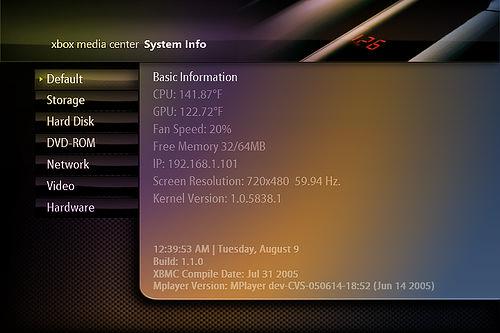 xbox media center System Info
126
Default
Storage
Hard Disk
DVD-ROM
Network
Video
Hardware
Basic Information
CPU: 141.87°F
GPU: 122.72°F
Fan Speed: 20%
Free Memory 32/64MB
IP: 192.168.1.101
Screen Resolution: 720x480 59.94 Hz.
Kernel Version: 1.0.5838.1
12:39:53 AM | Tuesday, August 9
Build: 1.1.0
XBMC Compile Date: Jul 31 2005
Mplayer Version: MPlayer dev-CVS-050614-18:52 (Jun 14 2005)